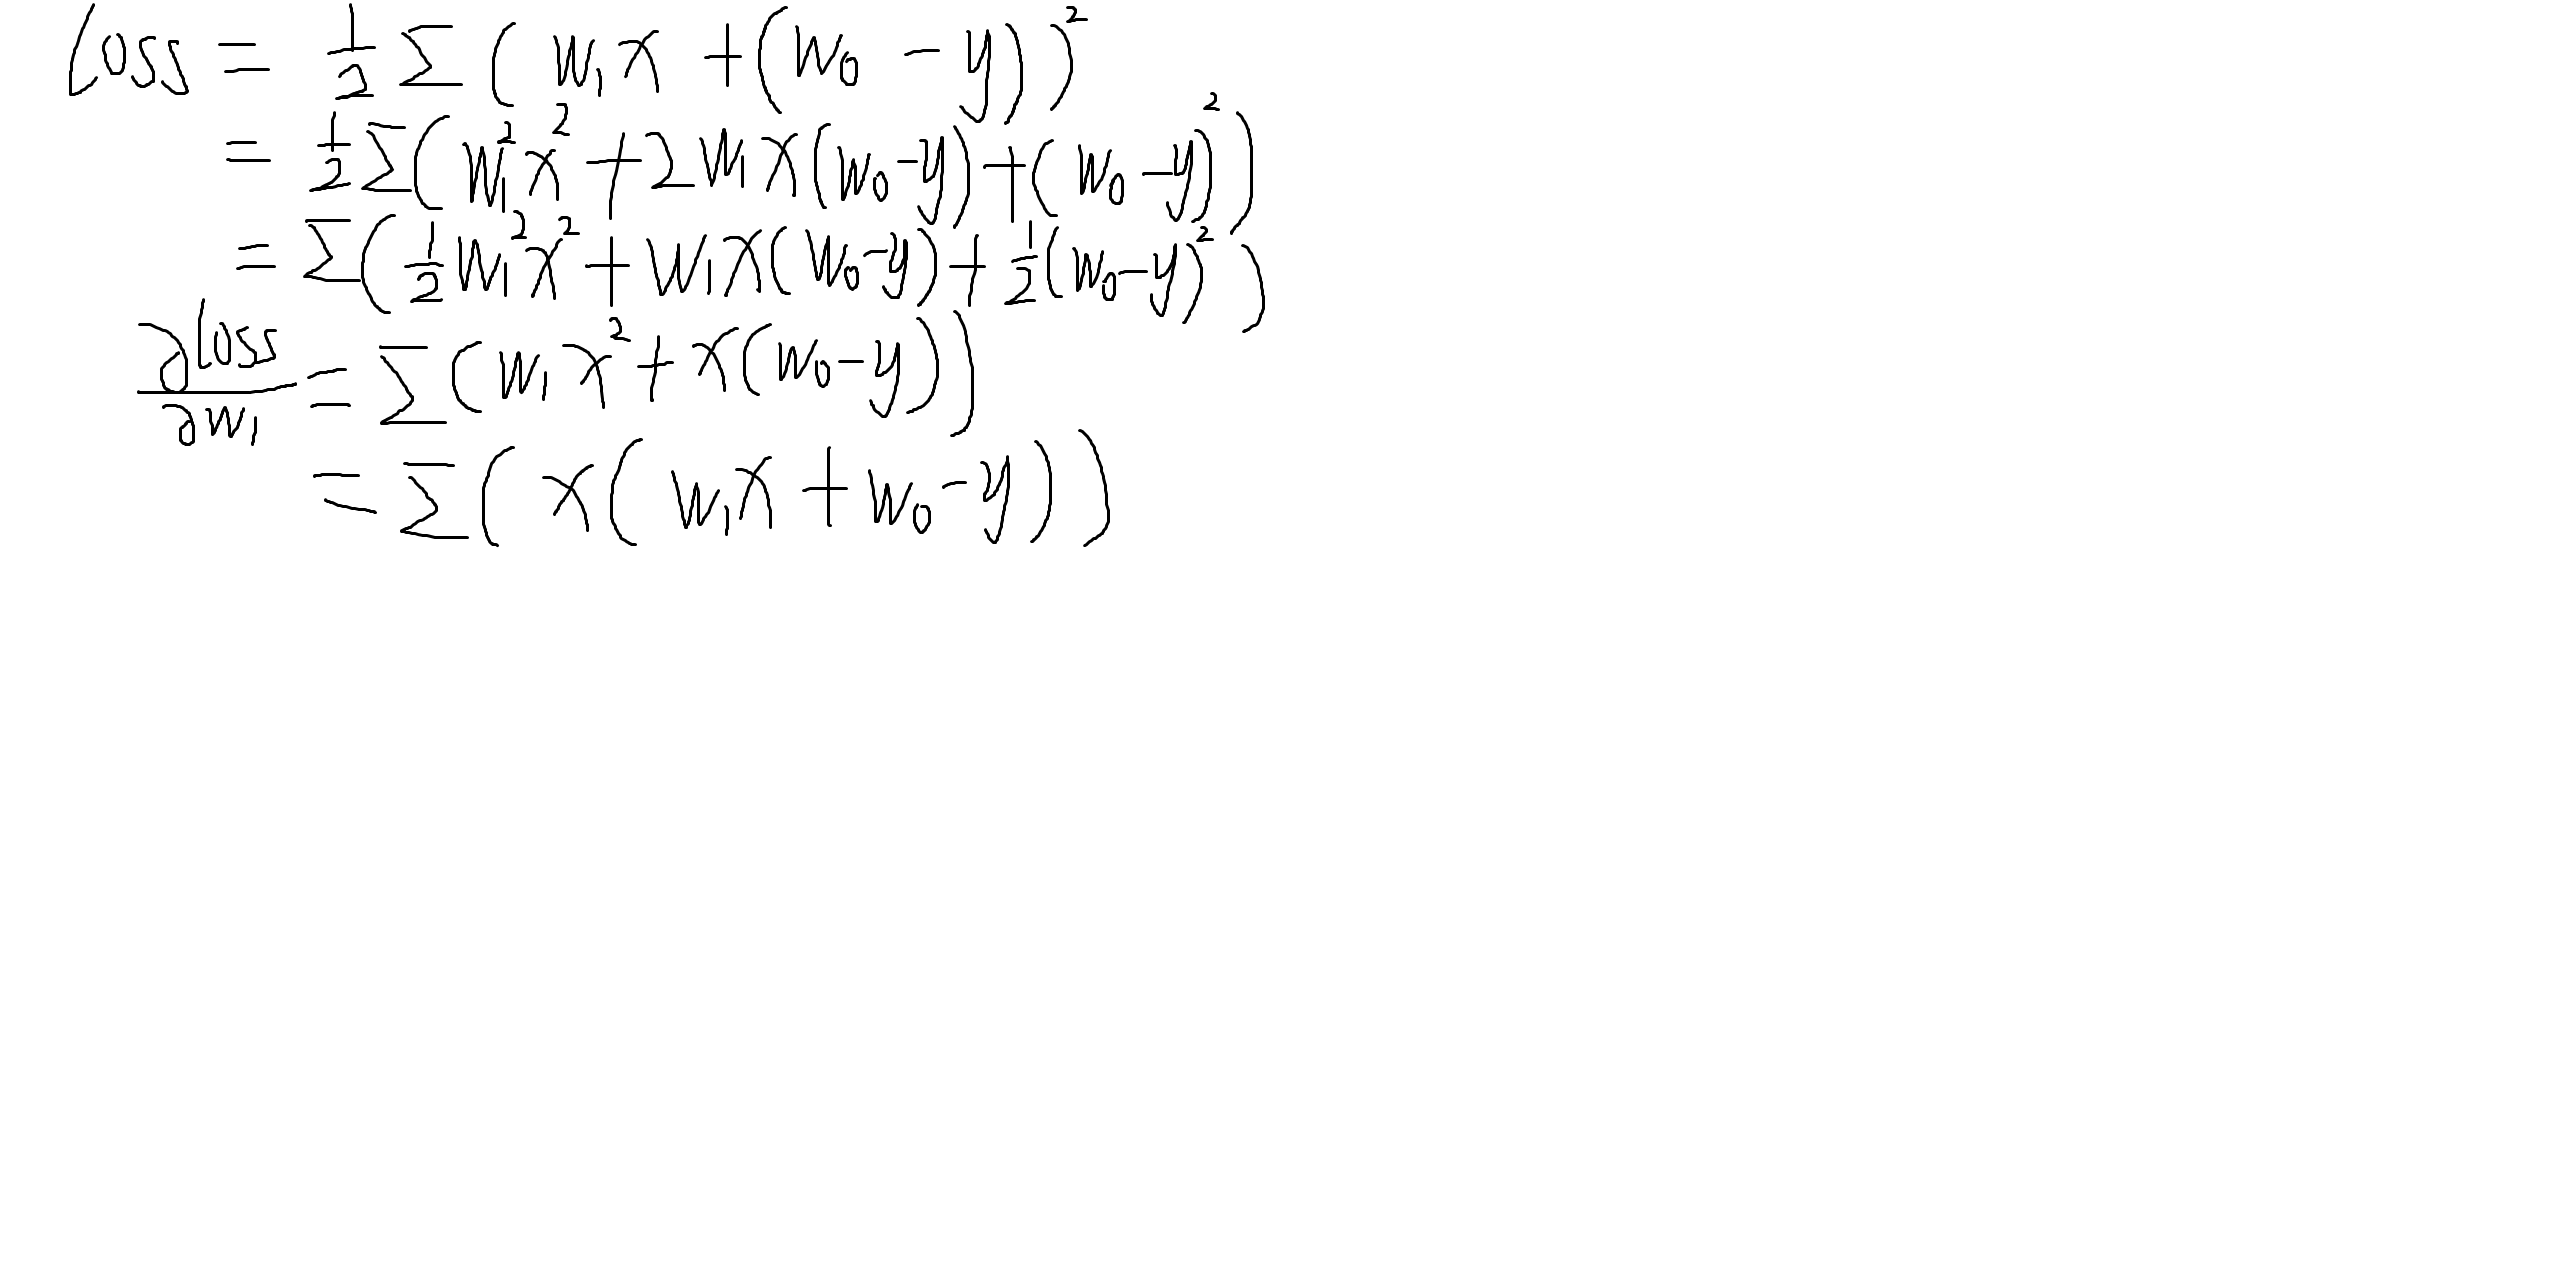 Loss = 1/2 Σ ( w₁x + (w₀ - y) )²
= 1/2 Σ( w₁²x² + 2w₁x(w₀-y) + (w₀-y)² )
= Σ( 1/2 w₁²x² + w₁x(w₀-y) + 1/2 (w₀-y)² )
∂loss/∂w₁ = Σ( w₁x² + x(w₀-y) )
= Σ( x( w₁x + w₀ - y ) )